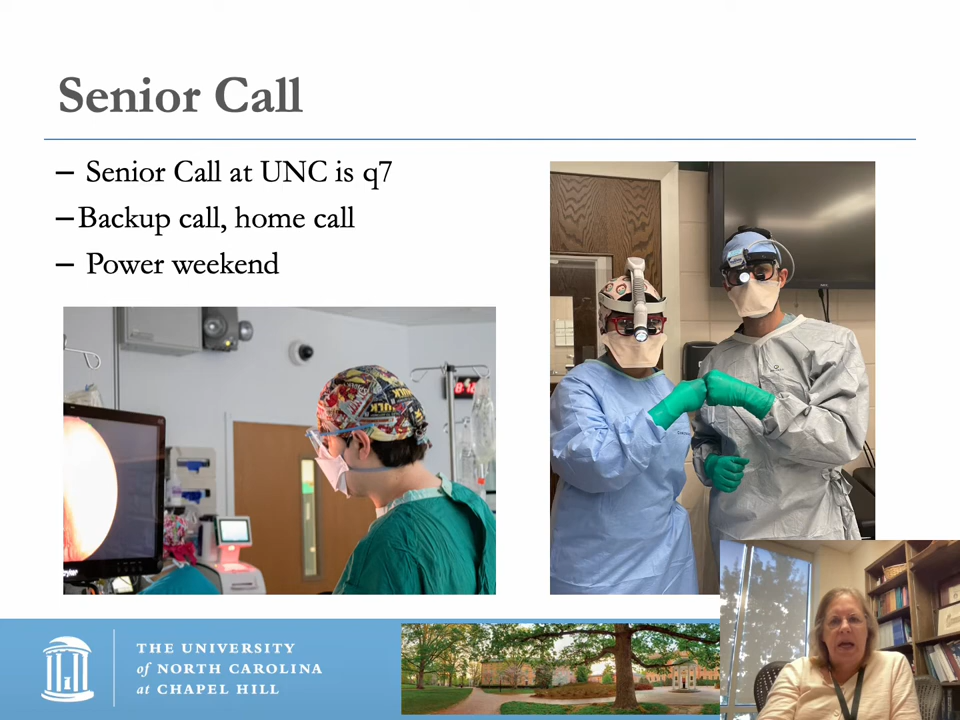 Senior Call
– Senior Call at UNC is q7
– Backup call, home call
– Power weekend
THE UNIVERSITY
of NORTH CAROLINA
at CHAPEL HILL